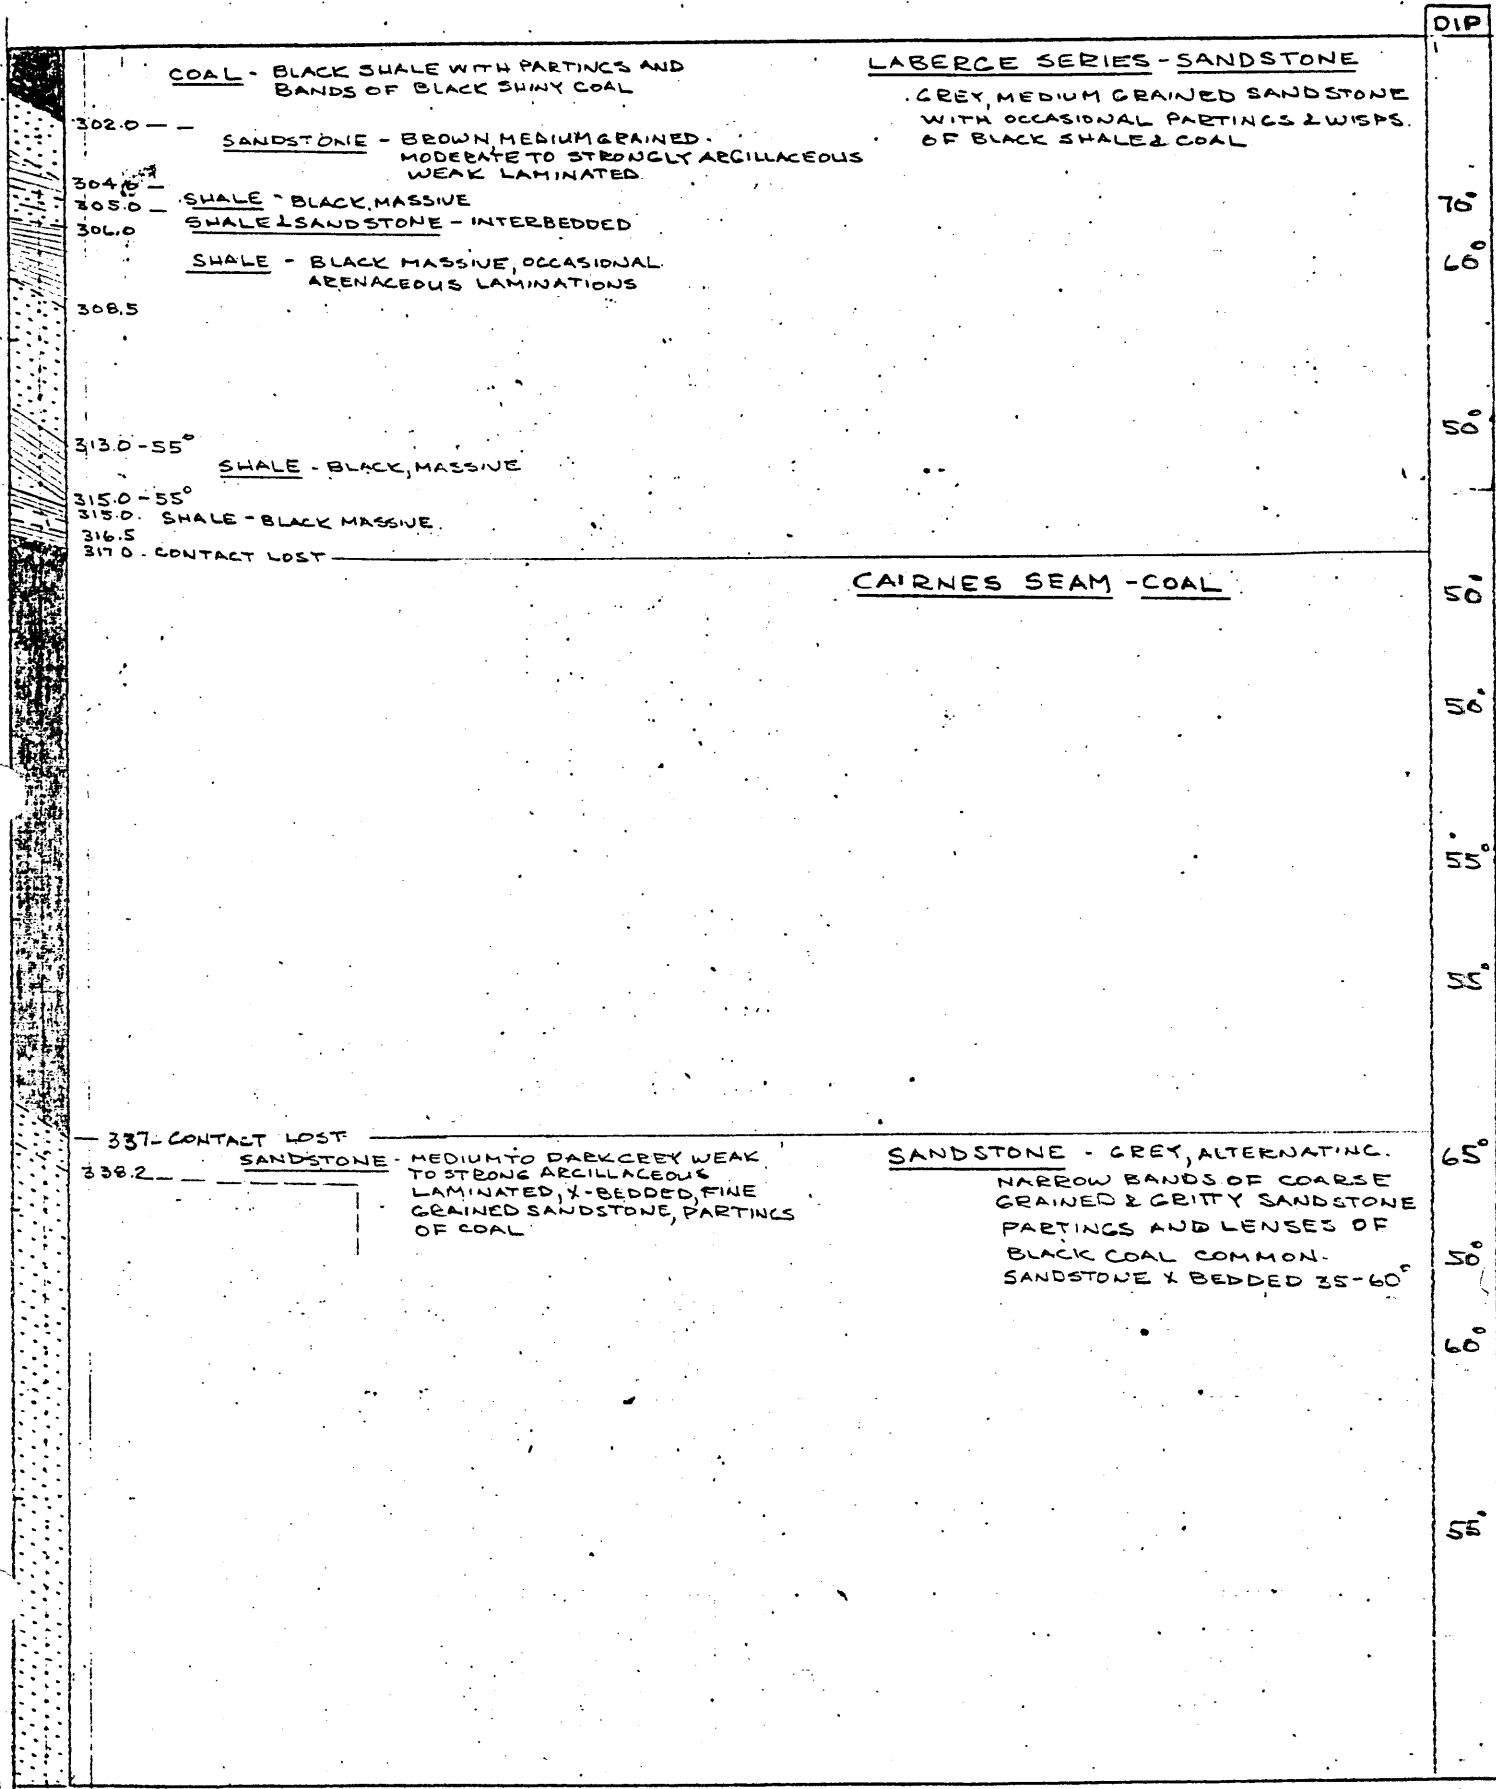 DIP
COAL - BLACK SHALE WITH PARTINGS AND
BANDS OF BLACK SHINY COAL
LABERGE SERIES - SANDSTONE
GREY, MEDIUM GRAINED SANDSTONE
WITH OCCASIONAL PARTINGS & WISPS
OF BLACK SHALE & COAL
302.0
SANDSTONE - BROWN, MEDIUM GRAINED.
MODERATE TO STRONGLY ARGILLACEOUS
WEAK LAMINATED.
304.0
305.0 SHALE - BLACK, MASSIVE
70°
306.0 SHALE & SANDSTONE - INTERBEDDED
SHALE - BLACK MASSIVE, OCCASIONAL
ARENACEOUS LAMINATIONS
60°
308.5
50°
313.0 - 55°
SHALE - BLACK, MASSIVE
315.0 - 55°
315.0. SHALE - BLACK MASSIVE.
316.5
317 0 - CONTACT LOST
CAIRNES SEAM - COAL
50°
50°
55°
55°
337 - CONTACT LOST
338.2
SANDSTONE - MEDIUM TO DARK GREY WEAK
TO STRONG ARGILLACEOUS
LAMINATED, X-BEDDED, FINE
GRAINED SANDSTONE, PARTINGS
OF COAL
SANDSTONE - GREY, ALTERNATING.
NARROW BANDS OF COARSE
GRAINED & GRITTY SANDSTONE
PARTINGS AND LENSES OF
BLACK COAL COMMON.
SANDSTONE X BEDDED 35-60°
65°
50°
60°
55°